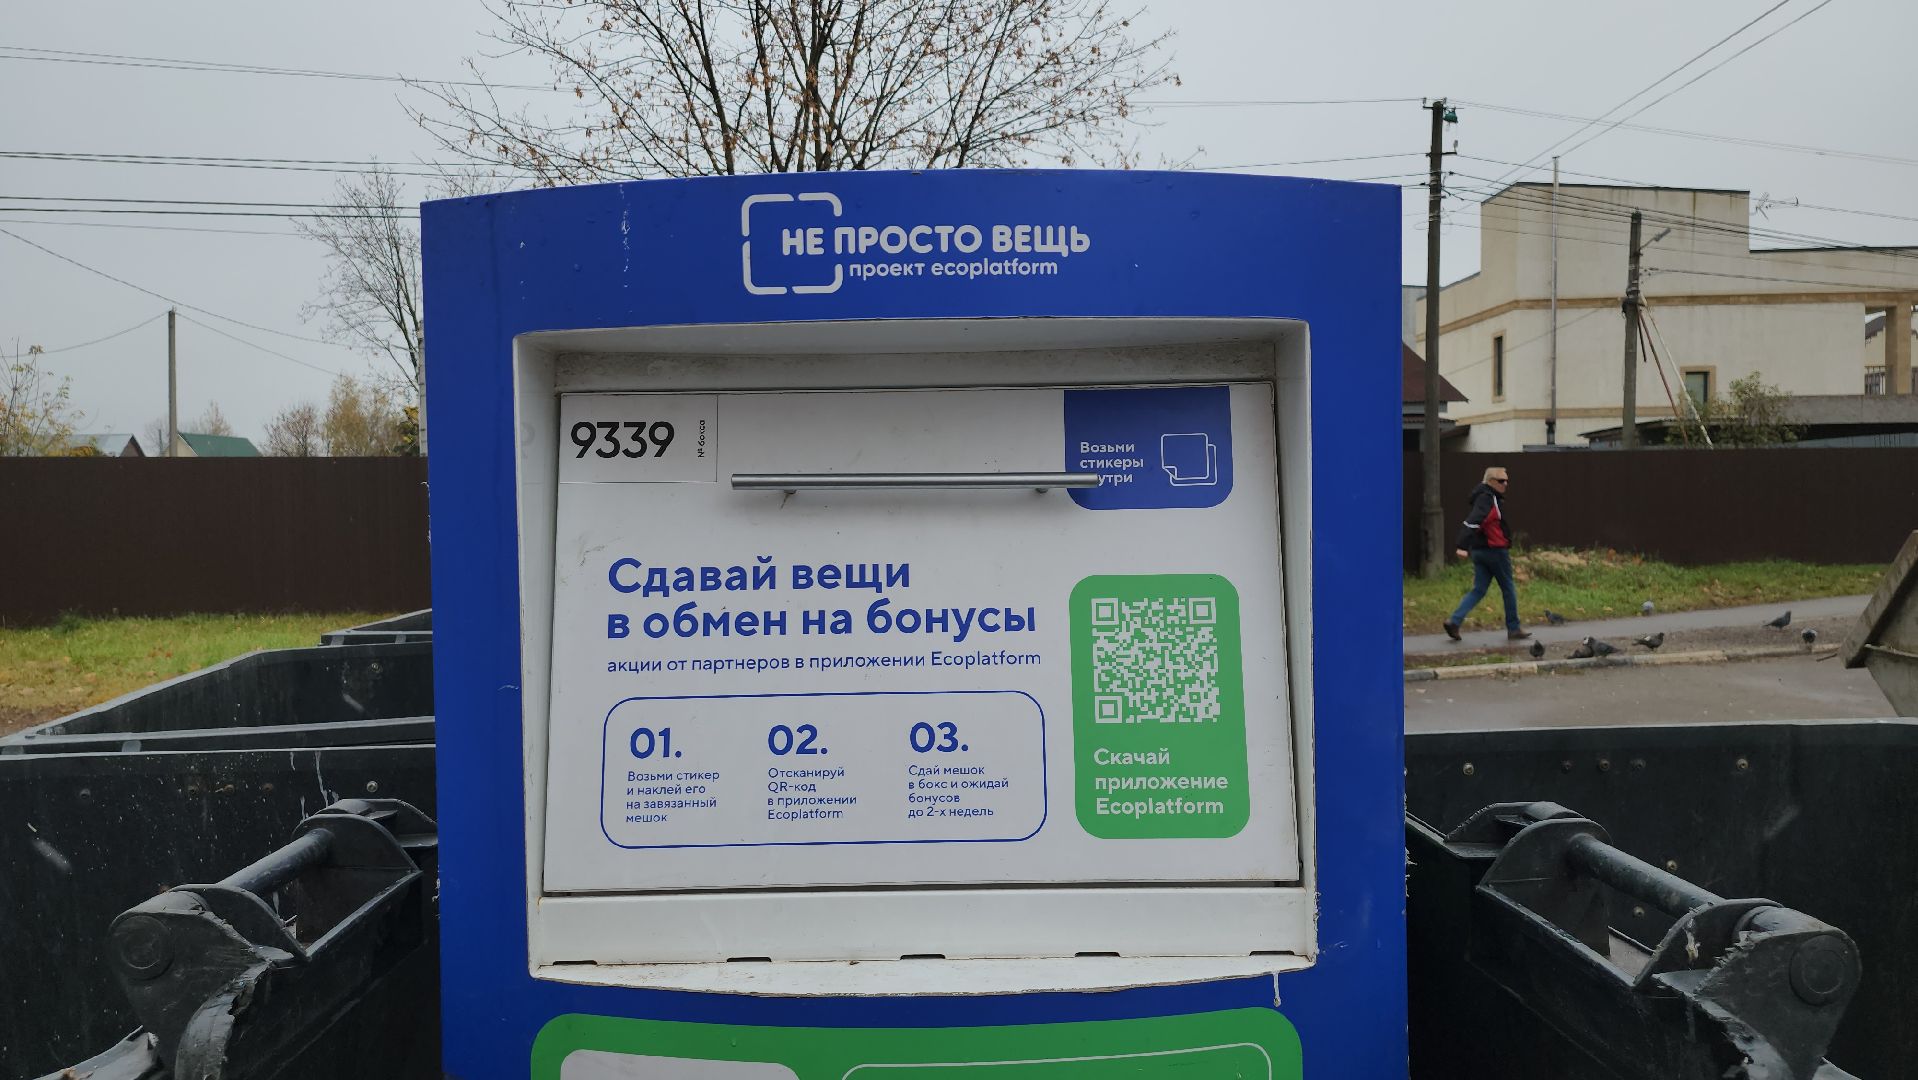 НЕ ПРОСТО ВЕЩЬ
проект ecoplatform
9339
№ бокса
Возьми
стикеры
утри
Сдавай вещи
в обмен на бонусы
акции от партнеров в приложении Ecoplatform
01.
Возьми стикер
и наклей его
на завязанный
мешок
02.
Отсканируй
QR-код
в приложении
Ecoplatform
03.
Сдай мешок
в бокс и ожидай
бонусов
до 2-х недель
Скачай
приложение
Ecoplatform